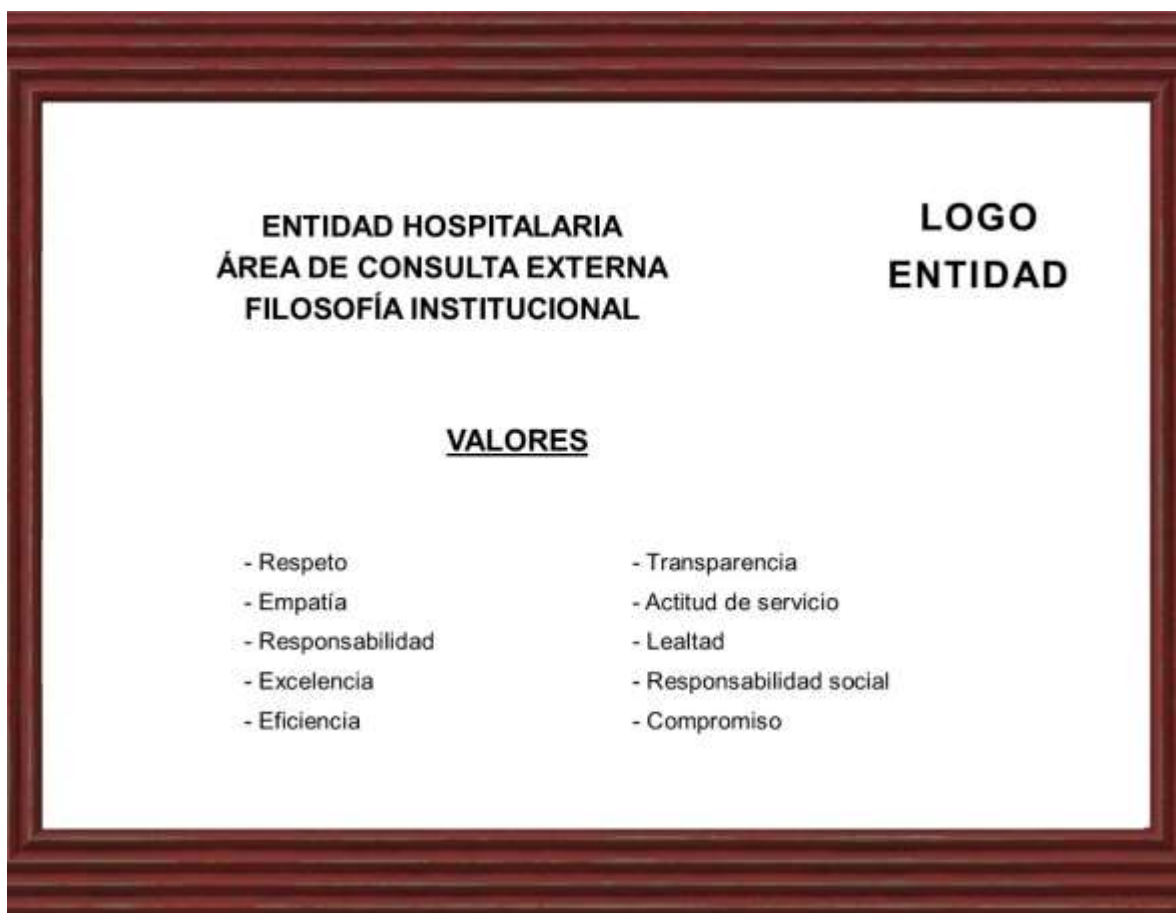 ENTIDAD HOSPITALARIA
ÁREA DE CONSULTA EXTERNA
FILOSOFÍA INSTITUCIONAL
LOGO
ENTIDAD
VALORES
- Respeto
- Empatía
- Responsabilidad
- Excelencia
- Eficiencia
- Transparencia
- Actitud de servicio
- Lealtad
- Responsabilidad social
- Compromiso